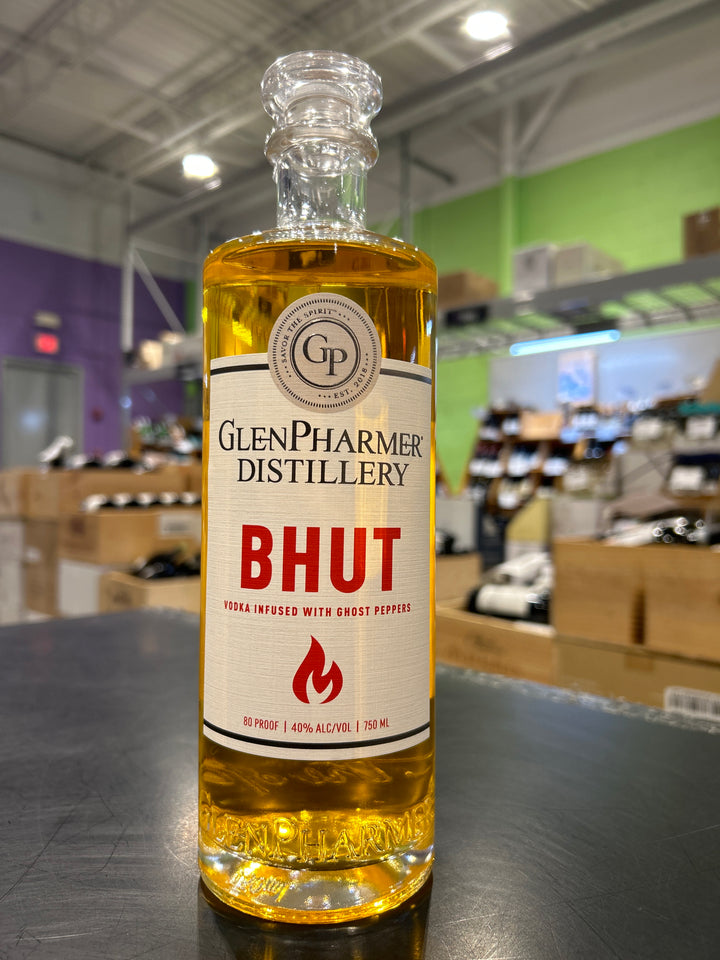 SAVOR THE SPIRIT™
GP
EST. 2018
GLENPHARMER®
DISTILLERY
BHUT
VODKA INFUSED WITH GHOST PEPPERS
80 PROOF | 40% ALC/VOL | 750 ML
GLENPHARMER